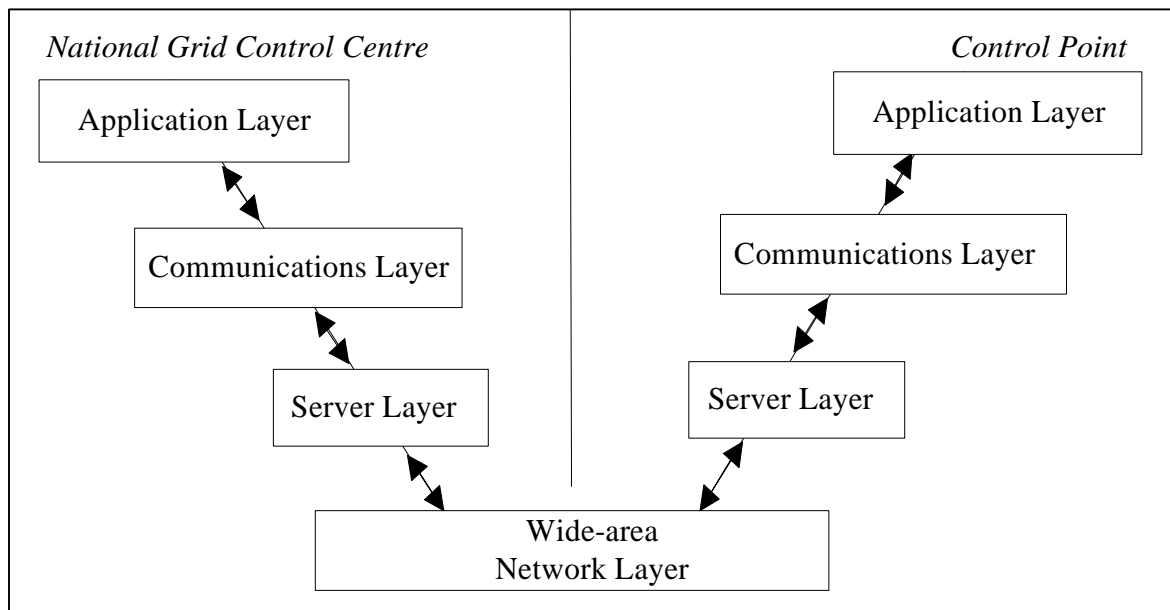 National Grid Control Centre
Control Point
Application Layer
Application Layer
Communications Layer
Communications Layer
Server Layer
Server Layer
Wide-area
Network Layer